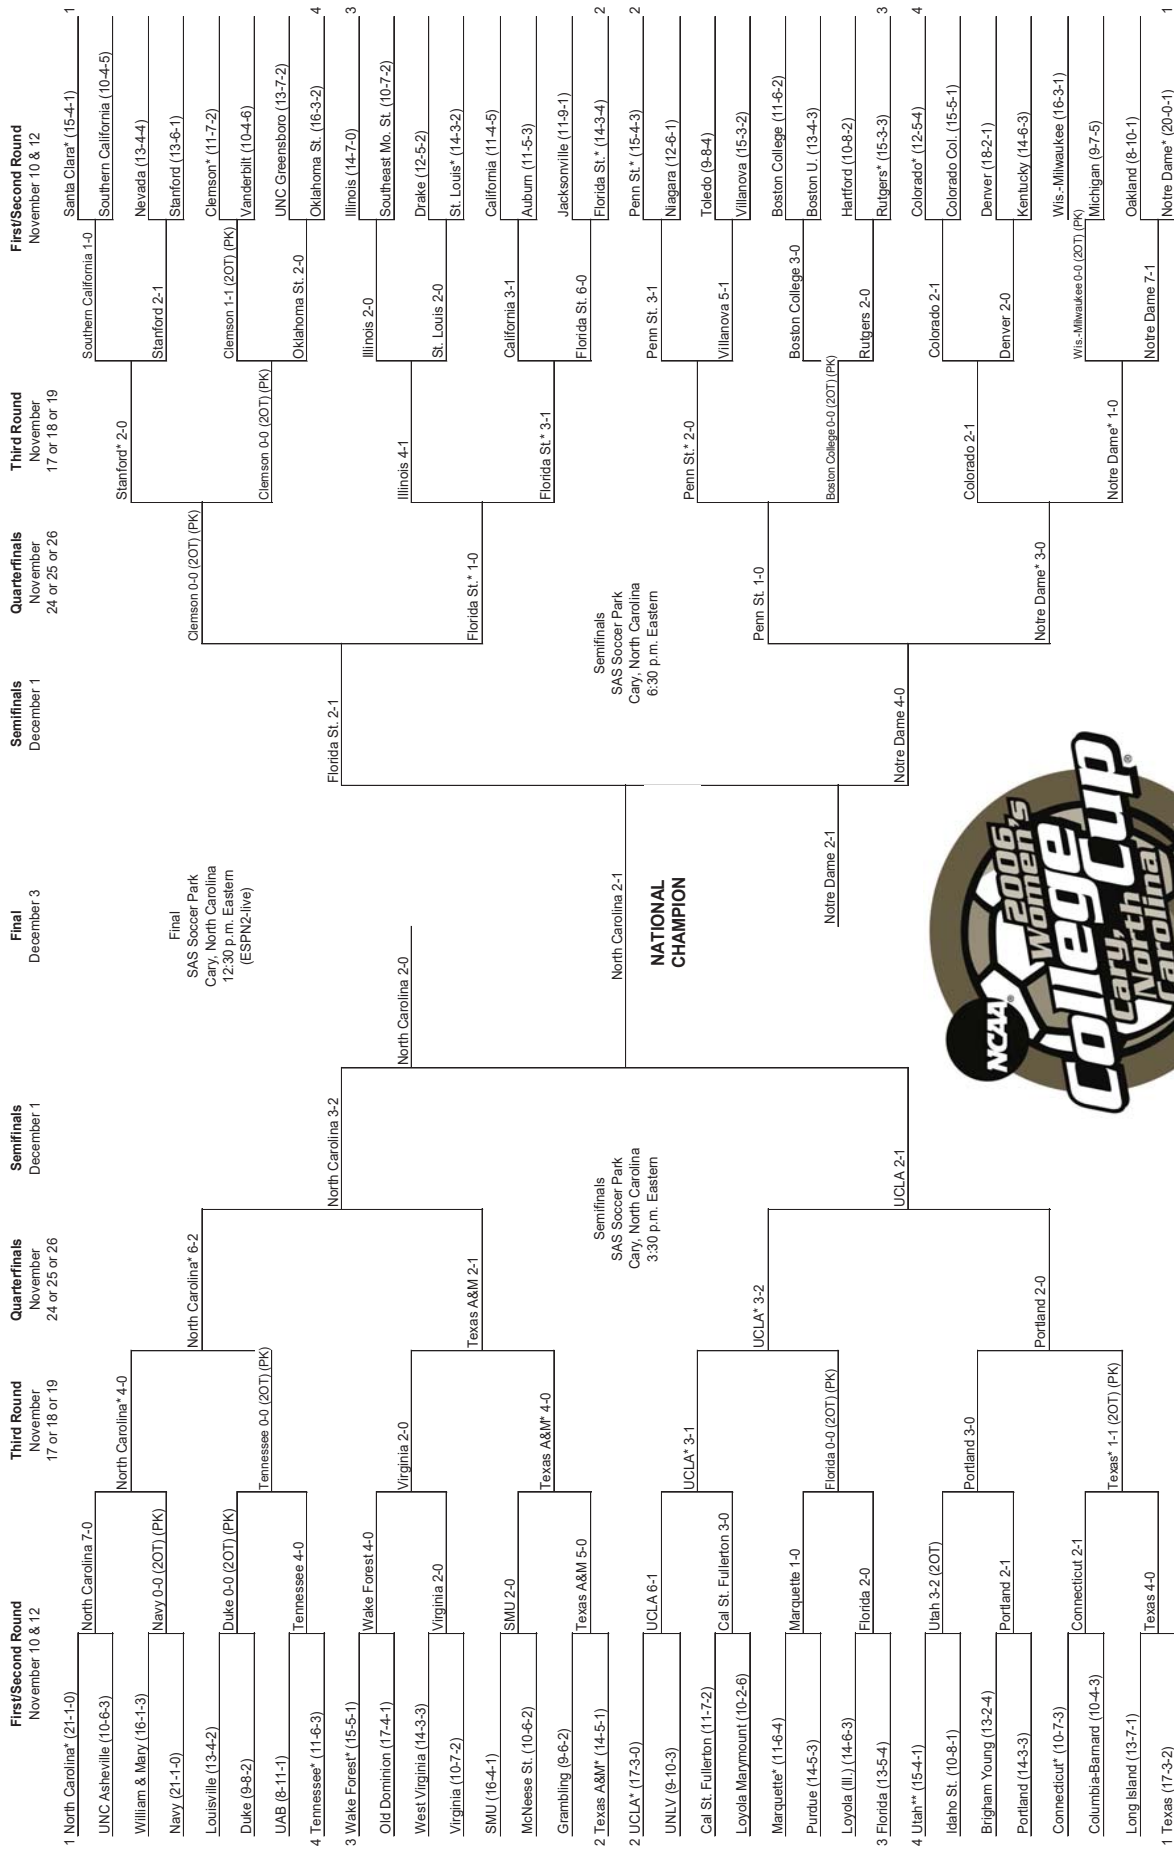 First/Second Round
November 10 & 12
Third Round
November
17 or 18 or 19
Quarterfinals
November
24 or 25 or 26
Semifinals
December 1
Final
December 3
Semifinals
December 1
Quarterfinals
November
24 or 25 or 26
Third Round
November
17 or 18 or 19
First/Second Round
November 10 & 12
1 North Carolina* (21-1-0)
UNC Asheville (10-6-3)
William & Mary (16-1-3)
Navy (21-1-0)
Louisville (13-4-2)
Duke (9-8-2)
UAB (8-11-1)
4 Tennessee* (11-6-3)
3 Wake Forest* (15-5-1)
Old Dominion (17-4-1)
West Virginia (14-3-3)
Virginia (10-7-2)
SMU (16-4-1)
McNeese St. (10-6-2)
Grambling (9-6-2)
2 Texas A&M* (14-5-1)
2 UCLA* (17-3-0)
UNLV (9-10-3)
Cal St. Fullerton (11-7-2)
Loyola Marymount (10-2-6)
Marquette* (11-6-4)
Purdue (14-5-3)
Loyola (Ill.) (14-6-3)
3 Florida (13-5-4)
4 Utah** (15-4-1)
Idaho St. (10-8-1)
Brigham Young (13-2-4)
Portland (14-3-3)
Connecticut* (10-7-3)
Columbia-Barnard (10-4-3)
Long Island (13-7-1)
1 Texas (17-3-2)
North Carolina 7-0
Navy 0-0 (2OT) (PK)
Duke 0-0 (2OT) (PK)
Tennessee 4-0
Wake Forest 4-0
Virginia 2-0
SMU 2-0
Texas A&M 5-0
UCLA 6-1
Cal St. Fullerton 3-0
Marquette 1-0
Florida 2-0
Utah 3-2 (2OT)
Portland 2-1
Connecticut 2-1
Texas 4-0
North Carolina* 4-0
Tennessee 0-0 (2OT) (PK)
Virginia 2-0
Texas A&M* 4-0
UCLA* 3-1
Florida 0-0 (2OT) (PK)
Portland 3-0
Texas* 1-1 (2OT) (PK)
North Carolina* 6-2
Texas A&M 2-1
UCLA* 3-2
Portland 2-0
North Carolina 3-2
Semifinals
SAS Soccer Park
Cary, North Carolina
3:30 p.m. Eastern
UCLA 2-1
Final
SAS Soccer Park
Cary, North Carolina
12:30 p.m. Eastern
(ESPN2-live)
North Carolina 2-0
North Carolina 2-1
NATIONAL
CHAMPION
Notre Dame 2-1
NCAA®
2006
Women's
College Cup®
Cary, North
Carolina
Florida St. 2-1
Semifinals
SAS Soccer Park
Cary, North Carolina
6:30 p.m. Eastern
Notre Dame 4-0
Clemson 0-0 (2OT) (PK)
Florida St.* 1-0
Penn St. 1-0
Notre Dame* 3-0
Stanford* 2-0
Clemson 0-0 (2OT) (PK)
Illinois 4-1
Florida St.* 3-1
Penn St.* 2-0
Boston College 0-0 (2OT) (PK)
Colorado 2-1
Notre Dame* 1-0
Southern California 1-0
Stanford 2-1
Clemson 1-1 (2OT) (PK)
Oklahoma St. 2-0
Illinois 2-0
St. Louis 2-0
California 3-1
Florida St. 6-0
Penn St. 3-1
Villanova 5-1
Boston College 3-0
Rutgers 2-0
Colorado 2-1
Denver 2-0
Wis.-Milwaukee 0-0 (2OT) (PK)
Notre Dame 7-1
Santa Clara* (15-4-1) 1
Southern California (10-4-5)
Nevada (13-4-4)
Stanford (13-6-1)
Clemson* (11-7-2)
Vanderbilt (10-4-6)
UNC Greensboro (13-7-2)
Oklahoma St. (16-3-2) 4
Illinois (14-7-0) 3
Southeast Mo. St. (10-7-2)
Drake (12-5-2)
St. Louis* (14-3-2)
California (11-4-5)
Auburn (11-5-3)
Jacksonville (11-9-1)
Florida St.* (14-3-4) 2
Penn St.* (15-4-3) 2
Niagara (12-6-1)
Toledo (9-8-4)
Villanova (15-3-2)
Boston College (11-6-2)
Boston U. (13-4-3)
Hartford (10-8-2)
Rutgers* (15-3-3) 3
Colorado* (12-5-4) 4
Colorado Col. (15-5-1)
Denver (18-2-1)
Kentucky (14-6-3)
Wis.-Milwaukee (16-3-1)
Michigan (9-7-5)
Oakland (8-10-1)
Notre Dame* (20-0-1) 1